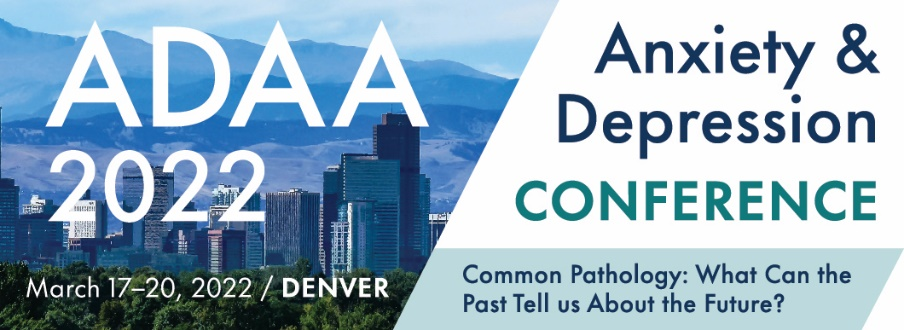 ADAA
2022
March 17–20, 2022 / DENVER
Anxiety &
Depression
CONFERENCE
Common Pathology: What Can the
Past Tell us About the Future?